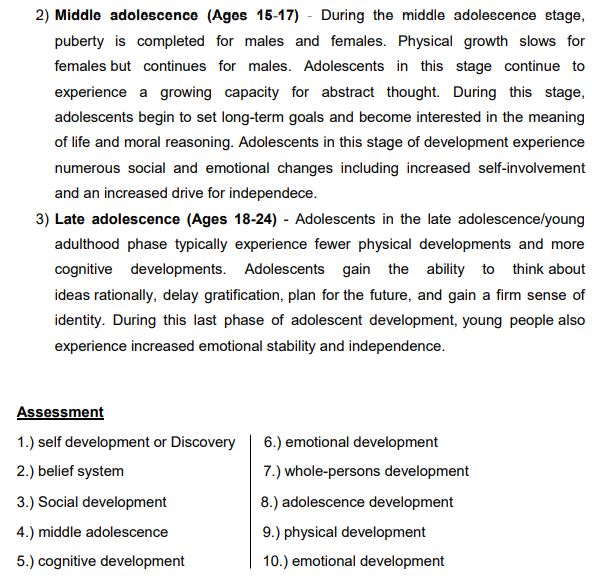 2) Middle adolescence (Ages 15-17) - During the middle adolescence stage,
puberty is completed for males and females. Physical growth slows for
females but continues for males. Adolescents in this stage continue to
experience a growing capacity for abstract thought. During this stage,
adolescents begin to set long-term goals and become interested in the meaning
of life and moral reasoning. Adolescents in this stage of development experience
numerous social and emotional changes including increased self-involvement
and an increased drive for independece.
3) Late adolescence (Ages 18-24) - Adolescents in the late adolescence/young
adulthood phase typically experience fewer physical developments and more
cognitive developments. Adolescents gain the ability to think about
ideas rationally, delay gratification, plan for the future, and gain a firm sense of
identity. During this last phase of adolescent development, young people also
experience increased emotional stability and independence.
Assessment
1.) self development or Discovery
2.) belief system
3.) Social development
4.) middle adolescence
5.) cognitive development
6.) emotional development
7.) whole-persons development
8.) adolescence development
9.) physical development
10.) emotional development